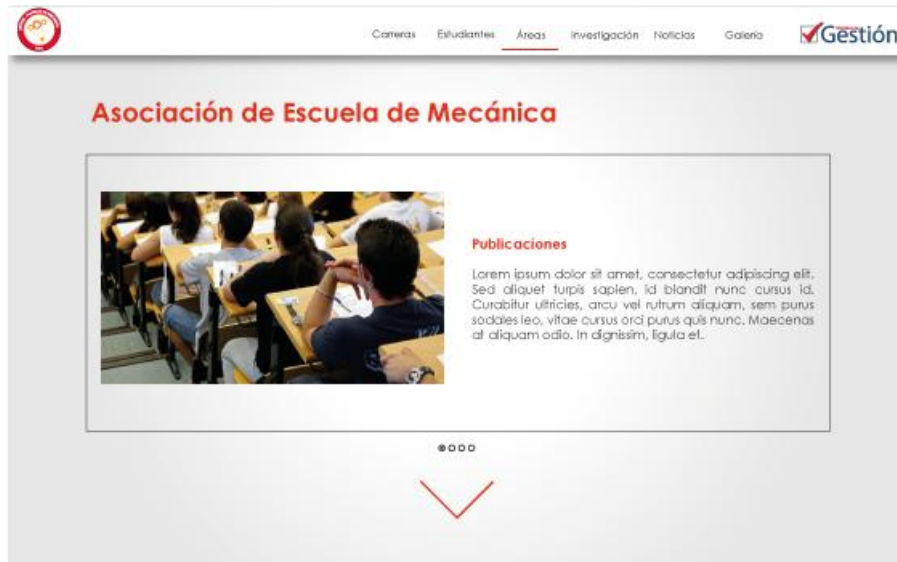 Carreras Estudiantes Áreas Investigación Noticias Galería Gestión
Asociación de Escuela de Mecánica
Publicaciones
Lorem ipsum dolor sit amet, consectetur adipiscing elit.
Sed aliquet turpis sapien, id blandit nunc cursus id.
Curabitur ultricies, arcu vel rutrum aliquam, sem purus
sodales leo, vitae cursus orci purus quis nunc. Maecenas
at aliquam odio. In dignissim, ligula et.